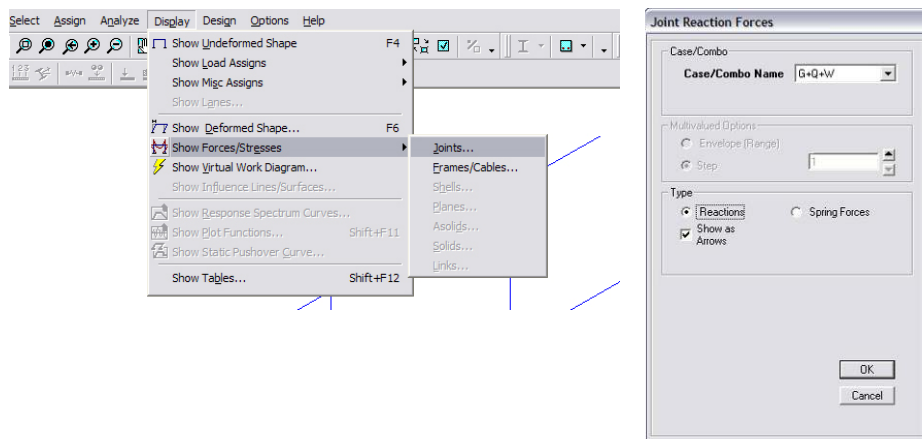 Select Assign Analyze Display Design Options Help
Show Undeformed Shape F4
Show Load Assigns
Show Misc Assigns
Show Lanes...
Show Deformed Shape... F6
Show Forces/Stresses
Show Virtual Work Diagram...
Show Influence Lines/Surfaces...
Show Response Spectrum Curves...
Show Plot Functions... Shift+F11
Show Static Pushover Curve...
Show Tables... Shift+F12
Joints...
Frames/Cables...
Shells...
Planes...
Asolids...
Solids...
Links...
Joint Reaction Forces
Case/Combo
Case/Combo Name G+Q+W
Multivalued Options
Envelope (Range)
Step 1
Type
Reactions Spring Forces
Show as
Arrows
OK
Cancel